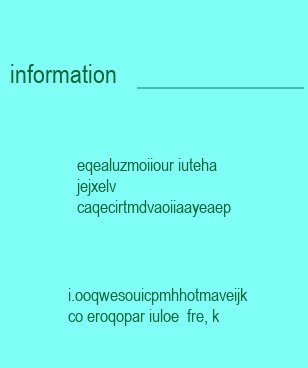 information
eqealuzmoiiour iuteha
jejxelv
caqecirtmdvaoiiaayeaep
i.ooqwesouicpmhhotmaveijk
co eroqopar iuloe fre, k